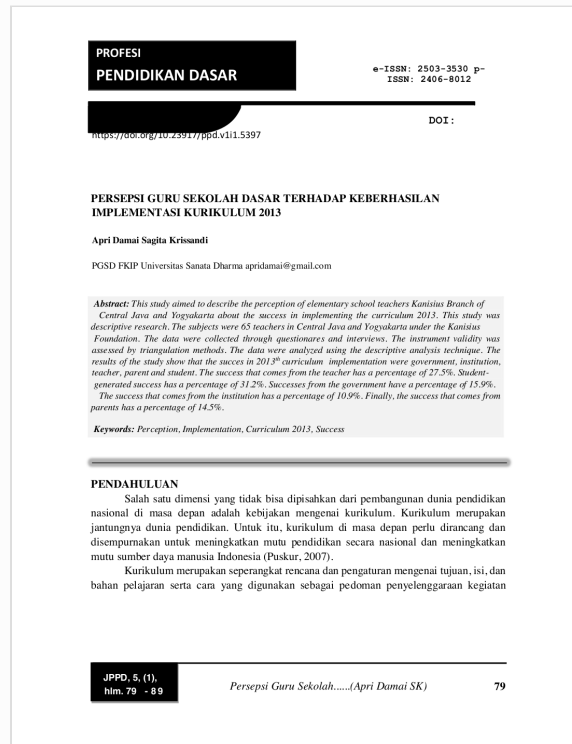 PROFESI
PENDIDIKAN DASAR
e-ISSN: 2503-3530 p-
ISSN: 2406-8012
DOI:
https://doi.org/10.23917/ppd.v1i1.5397
PERSEPSI GURU SEKOLAH DASAR TERHADAP KEBERHASILAN
IMPLEMENTASI KURIKULUM 2013
Apri Damai Sagita Krissandi
PGSD FKIP Universitas Sanata Dharma apridamai@gmail.com
Abstract: This study aimed to describe the perception of elementary school teachers Kanisius Branch of
Central Java and Yogyakarta about the success in implementing the curriculum 2013. This study was
descriptive research. The subjects were 65 teachers in Central Java and Yogyakarta under the Kanisius
Foundation. The data were collected through questionares and interviews. The instrument validity was
assessed by triangulation methods. The data were analyzed using the descriptive analysis technique. The
results of the study show that the succes in 2013th curriculum implementation were government, institution,
teacher, parent and student. The success that comes from the teacher has a percentage of 27.5%. Student-
generated success has a percentage of 31.2%. Successes from the government have a percentage of 15.9%.
The success that comes from the institution has a percentage of 10.9%. Finally, the success that comes from
parents has a percentage of 14.5%.
Keywords: Perception, Implementation, Curriculum 2013, Success
PENDAHULUAN
Salah satu dimensi yang tidak bisa dipisahkan dari pembangunan dunia pendidikan
nasional di masa depan adalah kebijakan mengenai kurikulum. Kurikulum merupakan
jantungnya dunia pendidikan. Untuk itu, kurikulum di masa depan perlu dirancang dan
disempurnakan untuk meningkatkan mutu pendidikan secara nasional dan meningkatkan
mutu sumber daya manusia Indonesia (Puskur, 2007).
Kurikulum merupakan seperangkat rencana dan pengaturan mengenai tujuan, isi, dan
bahan pelajaran serta cara yang digunakan sebagai pedoman penyelenggaraan kegiatan
JPPD, 5, (1),
hlm. 79 - 89
Persepsi Guru Sekolah......(Apri Damai SK)
79